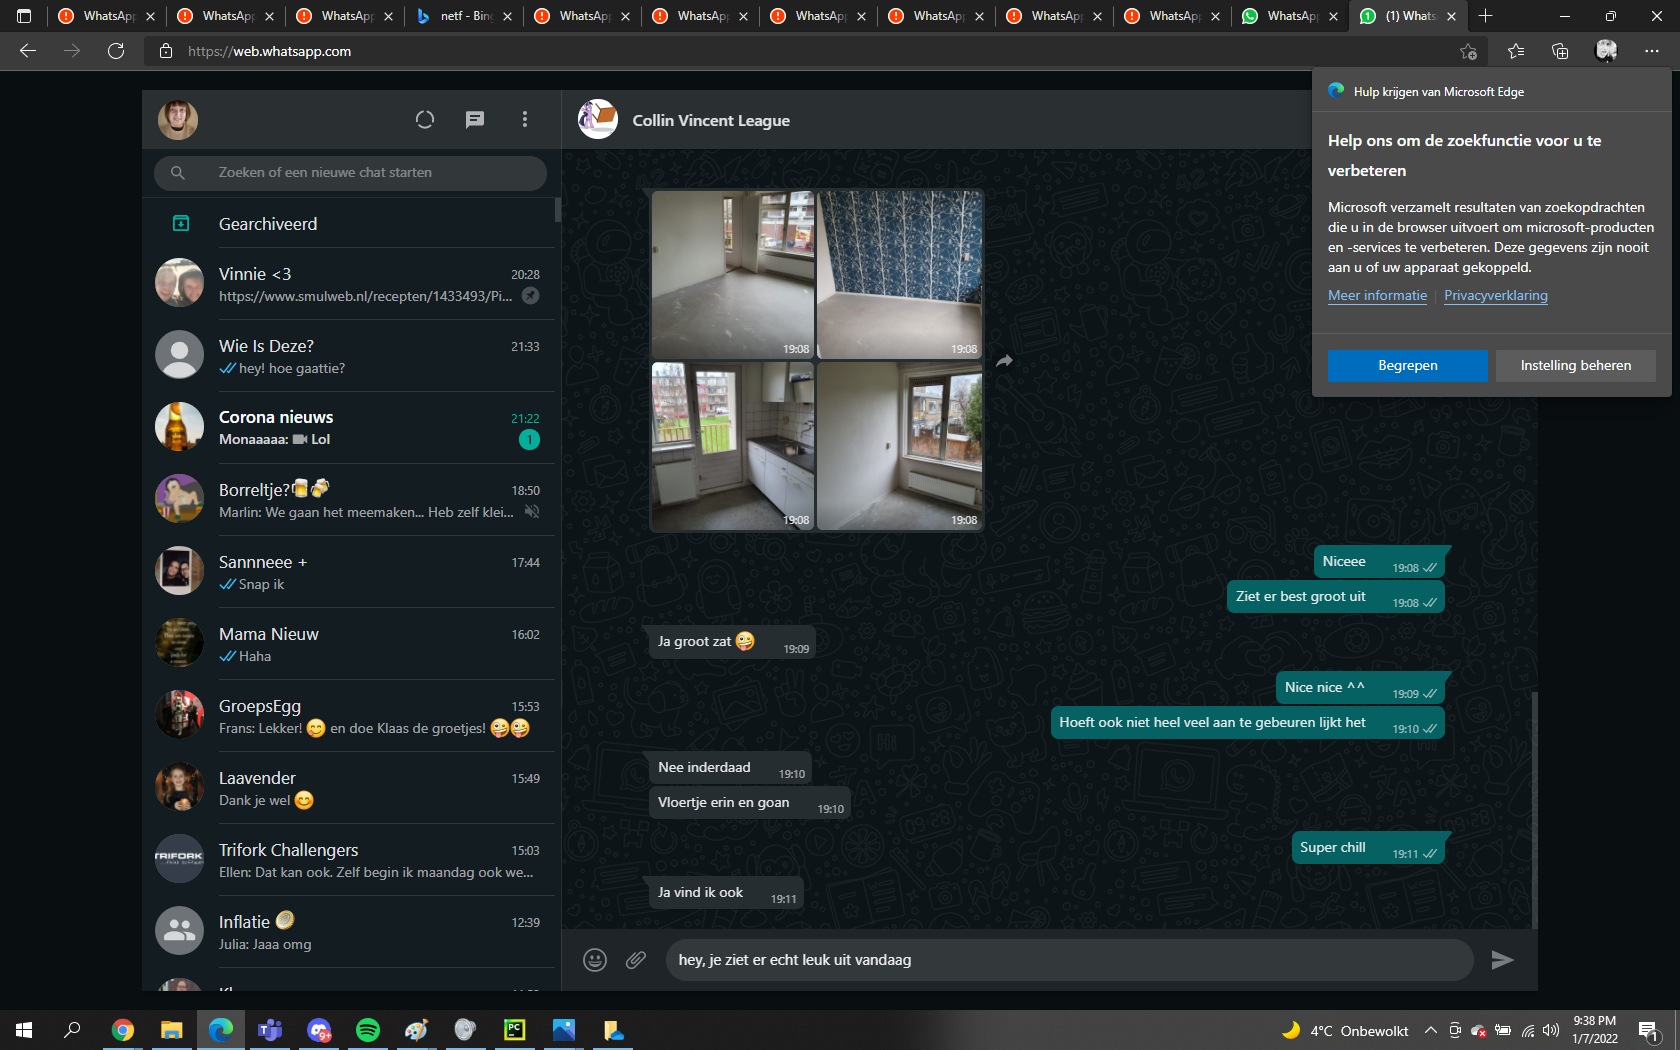 WhatsApp
WhatsApp
WhatsApp
netf - Bing
WhatsApp
WhatsApp
WhatsApp
WhatsApp
WhatsApp
WhatsApp
WhatsApp
(1) Whats
https://web.whatsapp.com
Hulp krijgen van Microsoft Edge
Help ons om de zoekfunctie voor u te
verbeteren
Microsoft verzamelt resultaten van zoekopdrachten
die u in de browser uitvoert om microsoft-producten
en -services te verbeteren. Deze gegevens zijn nooit
aan u of uw apparaat gekoppeld.
Meer informatie
Privacyverklaring
Begrepen
Instelling beheren
Zoeken of een nieuwe chat starten
Gearchiveerd
Vinnie <3
20:28
https://www.smulweb.nl/recepten/1433493/Pi...
Wie Is Deze?
21:33
hey! hoe gaattie?
Corona nieuws
21:22
Monaaaaa: Lol
1
Borreltje?🍺🍻
18:50
Marlin: We gaan het meemaken... Heb zelf klei...
Sannneee +
17:44
Snap ik
Mama Nieuw
16:02
Haha
GroepsEgg
15:53
Frans: Lekker! 😊 en doe Klaas de groetjes! 🤪🤪
Laavender
15:49
Dank je wel 😊
TRIFORK
Trifork Challengers
15:03
Ellen: Dat kan ook. Zelf begin ik maandag ook we...
Inflatie 🪙
12:39
Julia: Jaaa omg
Collin Vincent League
19:08
19:08
19:08
19:08
Niceee
19:08
Ziet er best groot uit
19:08
Ja groot zat 🤪
19:09
Nice nice ^^
19:09
Hoeft ook niet heel veel aan te gebeuren lijkt het
19:10
Nee inderdaad
19:10
Vloertje erin en goan
19:10
Super chill
19:11
Ja vind ik ook
19:11
hey, je ziet er echt leuk uit vandaag
9+
PC
4°C Onbewolkt
9:38 PM
1/7/2022
1